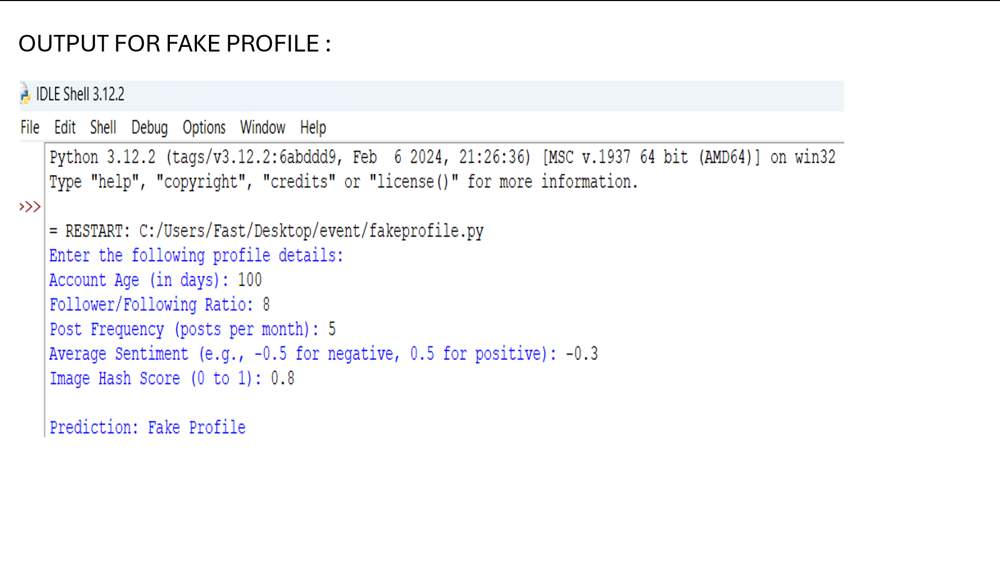 OUTPUT FOR FAKE PROFILE :
IDLE Shell 3.12.2
File Edit Shell Debug Options Window Help
Python 3.12.2 (tags/v3.12.2:6abddd9, Feb  6 2024, 21:26:36) [MSC v.1937 64 bit (AMD64)] on win32
Type "help", "copyright", "credits" or "license()" for more information.
>>>
= RESTART: C:/Users/Fast/Desktop/event/fakeprofile.py
Enter the following profile details:
Account Age (in days): 100
Follower/Following Ratio: 8
Post Frequency (posts per month): 5
Average Sentiment (e.g., -0.5 for negative, 0.5 for positive): -0.3
Image Hash Score (0 to 1): 0.8
Prediction: Fake Profile